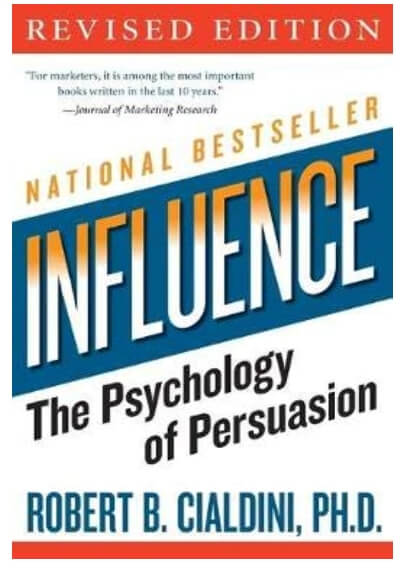 REVISED EDITION
"For marketers, it is among the most important
books written in the last 10 years."
—Journal of Marketing Research
NATIONAL BESTSELLER
INFLUENCE
The Psychology
of Persuasion
ROBERT B. CIALDINI, PH.D.